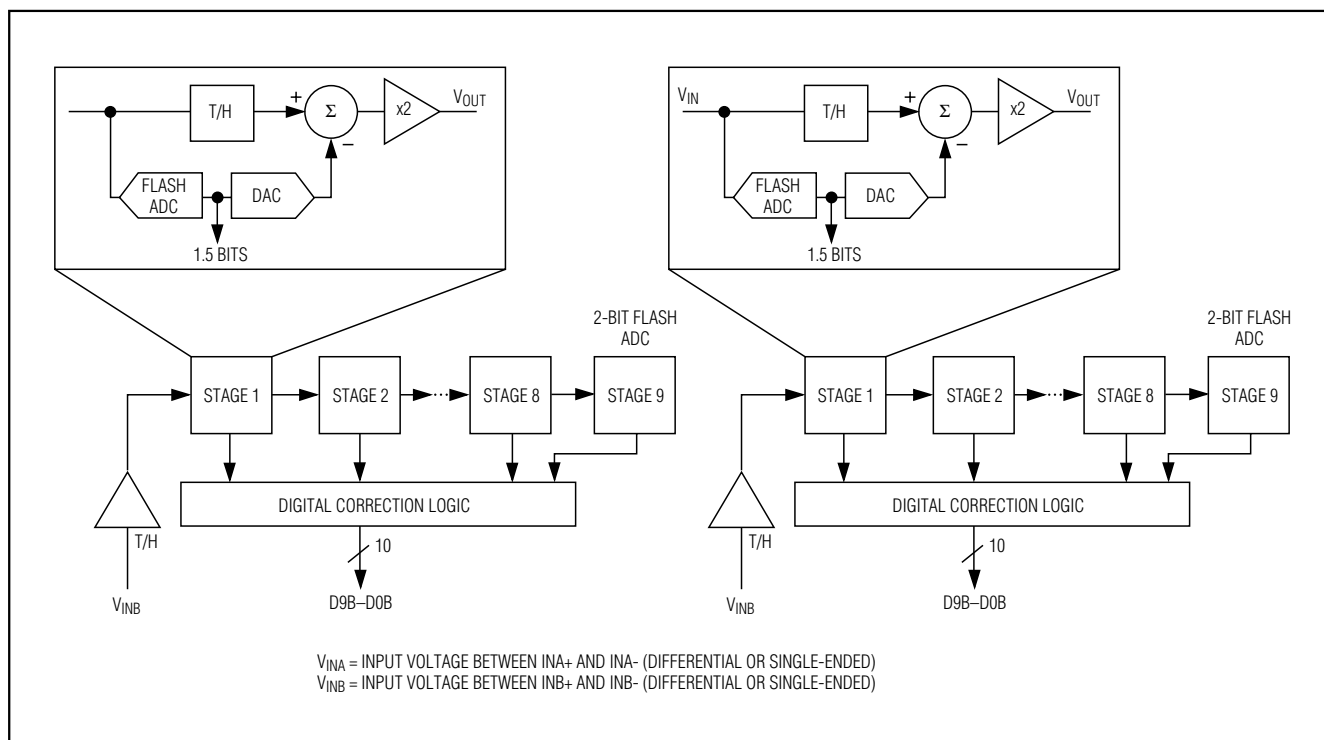 T/H
+
Σ
–
x2
VOUT
FLASH
ADC
DAC
1.5 BITS
VIN
T/H
+
Σ
–
x2
VOUT
FLASH
ADC
DAC
1.5 BITS
2-BIT FLASH
ADC
STAGE 1
STAGE 2
...
STAGE 8
STAGE 9
DIGITAL CORRECTION LOGIC
T/H
10
VINB
D9B–D0B
2-BIT FLASH
ADC
STAGE 1
STAGE 2
...
STAGE 8
STAGE 9
DIGITAL CORRECTION LOGIC
T/H
10
VINB
D9B–D0B
VINA = INPUT VOLTAGE BETWEEN INA+ AND INA- (DIFFERENTIAL OR SINGLE-ENDED)
VINB = INPUT VOLTAGE BETWEEN INB+ AND INB- (DIFFERENTIAL OR SINGLE-ENDED)